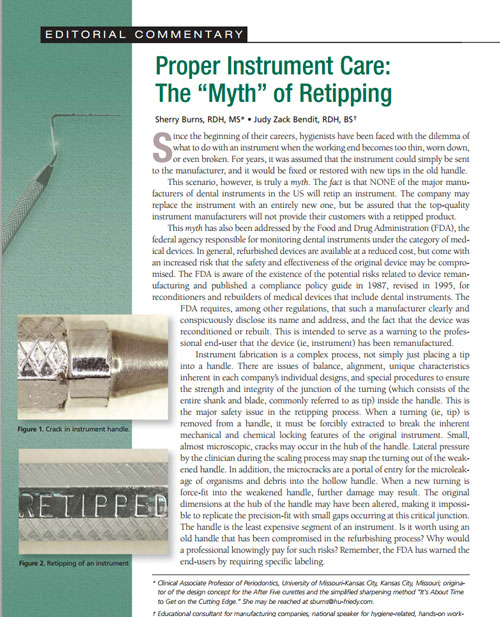 EDITORIAL COMMENTARY
Proper Instrument Care:
The “Myth” of Retipping
Sherry Burns, RDH, MS* • Judy Zack Bendit, RDH, BS†
Since the beginning of their careers, hygienists have been faced with the dilemma of
what to do with an instrument when the working end becomes too thin, worn down,
or even broken. For years, it was assumed that the instrument could simply be sent
to the manufacturer, and it would be fixed or restored with new tips in the old handle.
This scenario, however, is truly a myth. The fact is that NONE of the major manu-
facturers of dental instruments in the US will retip an instrument. The company may
replace the instrument with an entirely new one, but be assured that the top-quality
instrument manufacturers will not provide their customers with a retipped product.
This myth has also been addressed by the Food and Drug Administration (FDA), the
federal agency responsible for monitoring dental instruments under the category of med-
ical devices. In general, refurbished devices are available at a reduced cost, but come with
an increased risk that the safety and effectiveness of the original device may be compro-
mised. The FDA is aware of the existence of the potential risks related to device reman-
ufacturing and published a compliance policy guide in 1987, revised in 1995, for
reconditioners and rebuilders of medical devices that include dental instruments. The
FDA requires, among other regulations, that such a manufacturer clearly and
conspicuously disclose its name and address, and the fact that the device was
reconditioned or rebuilt. This is intended to serve as a warning to the profes-
sional end-user that the device (ie, instrument) has been remanufactured.
Instrument fabrication is a complex process, not just simply placing a tip
into a handle. There are issues of balance, alignment, unique characteristics
inherent in each company’s individual designs, and special procedures to ensure
the strength and integrity of the junction of the turning (which consists of the
entire shank and blade, commonly referred to as tip) inside the handle. This is
the major safety issue in the retipping process. When a turning (ie, tip) is
removed from a handle, it must be forcibly extracted to break the inherent
mechanical and chemical locking features of the original instrument. Small,
almost microscopic, cracks may occur in the hub of the handle. Lateral pressure
by the clinician during the scaling process may snap the turning out of the weak-
ened handle. In addition, the microcracks are a portal of entry for the microleak-
age of organisms and debris into the hollow handle. When a new turning is
force-fit into the weakened handle, further damage may result. The original
dimensions at the hub of the handle may have been altered, making it impossi-
ble to replicate the precision-fit with small gaps occurring at this critical junction.
The handle is the least expensive segment of an instrument. Is it worth using an
old handle that has been compromised in the refurbishing process? Why would
a professional knowingly pay for such risks? Remember, the FDA has warned the
end-users by requiring specific labeling.
Figure 1. Crack in instrument handle.
RETIPPED
Figure 2. Retipping of an instrument
* Clinical Associate Professor of Periodontics, University of Missouri-Kansas City, Kansas City, Missouri; origina-
tor of the design concept for the After Five curettes and the simplified sharpening method “It’s About Time
to Get on the Cutting Edge.” She may be reached at sburns@hu-friedy.com.
† Educational consultant for manufacturing companies, national speaker for hygiene-related, hands-on work-